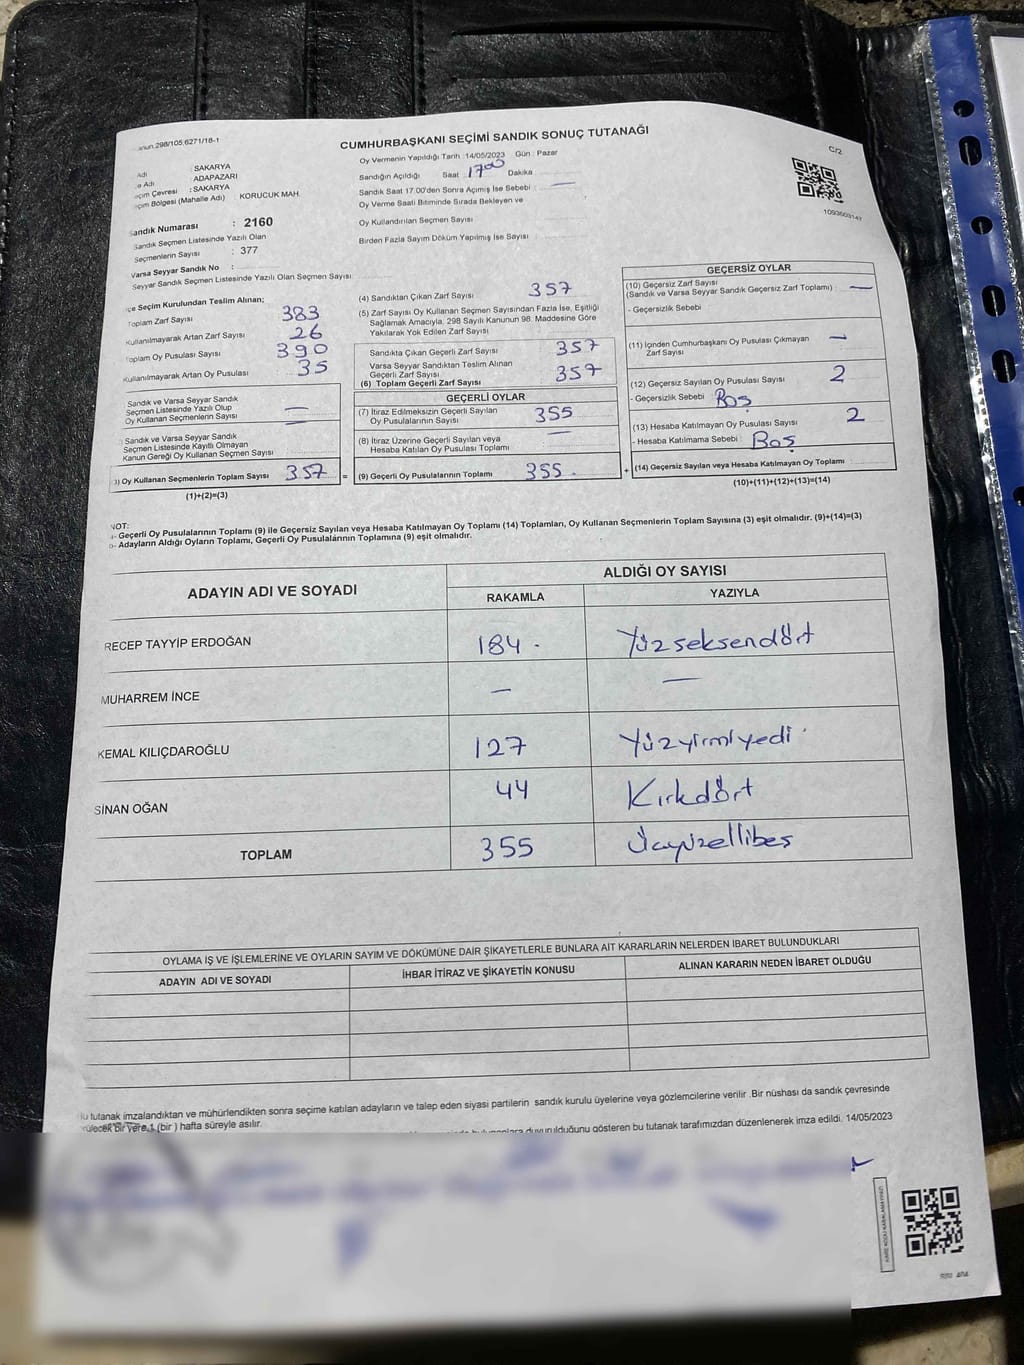 298/105,6271/18-1
CUMHURBAŞKANI SEÇİMİ SANDIK SONUÇ TUTANAĞI
C/2
1093603147
Adı : SAKARYA
Adı : ADAPAZARI
Çevresi : SAKARYA
Bölgesi (Mahalle Adı) KORUCUK MAH.
Sandık Numarası : 2160
Sandık Seçmen Listesinde Yazılı Olan
Seçmenlerin Sayısı : 377
Varsa Seyyar Sandık No :
Seyyar Sandık Seçmen Listesinde Yazılı Olan Seçmen Sayısı
Oy Vermenin Yapıldığı Tarih :14/05/2023 Gün : Pazar
Sandığın Açıldığı Saat 17 00 Dakika
Sandık Saat 17.00'den Sonra Açılmış İse Sebebi : —
Oy Verme Saati Bitiminde Sırada Bekleyen ve
Oy Kullandırılan Seçmen Sayısı
Birden Fazla Sayım Döküm Yapılmış İse Sayısı
Seçim Kurulundan Teslim Alınan;
Toplam Zarf Sayısı 383
Kullanılmayarak Artan Zarf Sayısı 26
Toplam Oy Pusulası Sayısı 390
Kullanılmayarak Artan Oy Pusulası 35
Sandık ve Varsa Seyyar Sandık
Seçmen Listesinde Yazılı Olup
Oy Kullanan Seçmenlerin Sayısı —
Sandık ve Varsa Seyyar Sandık
Seçmen Listesinde Kayıtlı Olmayan
Kanun Gereği Oy Kullanan Seçmen Sayısı
3) Oy Kullanan Seçmenlerin Toplam Sayısı 357 =
(1)+(2)=(3)
(4) Sandıktan Çıkan Zarf Sayısı 357
(5) Zarf Sayısı Oy Kullanan Seçmen Sayısından Fazla İse, Eşitliği
Sağlamak Amacıyla, 298 Sayılı Kanunun 98. Maddesine Göre
Yakılarak Yok Edilen Zarf Sayısı
Sandıkta Çıkan Geçerli Zarf Sayısı 357
Varsa Seyyar Sandıktan Teslim Alınan
Geçerli Zarf Sayısı
(6) Toplam Geçerli Zarf Sayısı 357
GEÇERLİ OYLAR
(7) İtiraz Edilmeksizin Geçerli Sayılan
Oy Pusulasının Sayısı 355
(8) İtiraz Üzerine Geçerli Sayılan veya
Hesaba Katılan Oy Pusulası Toplamı —
(9) Geçerli Oy Pusulalarının Toplamı 355 +
GEÇERSİZ OYLAR
(10) Geçersiz Zarf Sayısı
(Sandık ve Varsa Seyyar Sandık Geçersiz Zarf Toplamı) : —
- Geçersizlik Sebebi
(11) İçinden Cumhurbaşkanı Oy Pusulası Çıkmayan
Zarf Sayısı —
(12) Geçersiz Sayılan Oy Pusulası Sayısı 2
- Geçersizlik Sebebi Boş
(13) Hesaba Katılmayan Oy Pusulası Sayısı 2
- Hesaba Katılmama Sebebi : Boş
(14) Geçersiz Sayılan veya Hesaba Katılmayan Oy Toplamı
(10)+(11)+(12)+(13)=(14)
NOT:
- Geçerli Oy Pusulalarının Toplamı (9) ile Geçersiz Sayılan veya Hesaba Katılmayan Oy Toplamı (14) Toplamları, Oy Kullanan Seçmenlerin Toplam Sayısına (3) eşit olmalıdır. (9)+(14)=(3)
- Adayların Aldığı Oyların Toplamı, Geçerli Oy Pusulalarının Toplamına (9) eşit olmalıdır.
ADAYIN ADI VE SOYADI ALDIĞI OY SAYISI
RAKAMLA YAZIYLA
RECEP TAYYİP ERDOĞAN 184 Yüzseksendört
MUHARREM İNCE — —
KEMAL KILIÇDAROĞLU 127 Yüzyirmiyedi
SİNAN OĞAN 44 Kırkdört
TOPLAM 355 Üçyüzellibeş
OYLAMA İŞ VE İŞLEMLERİNE VE OYLARIN SAYIM VE DÖKÜMÜNE DAİR ŞİKAYETLERLE BUNLARA AİT KARARLARIN NELERDEN İBARET BULUNDUKLARI
ADAYIN ADI VE SOYADI İHBAR İTİRAZ VE ŞİKAYETİN KONUSU ALINAN KARARIN NEDEN İBARET OLDUĞU
Bu tutanak imzalandıktan ve mühürlendikten sonra seçime katılan adayların ve talep eden siyasi partilerin sandık kurulu üyelerine veya gözlemcilerine verilir .Bir nüshası da sandık çevresinde
bir yere 1 (bir ) hafta süreyle asılır.
duyurulduğunu gösteren bu tutanak tarafımızdan düzenlenerek imza edildi. 14/05/2023